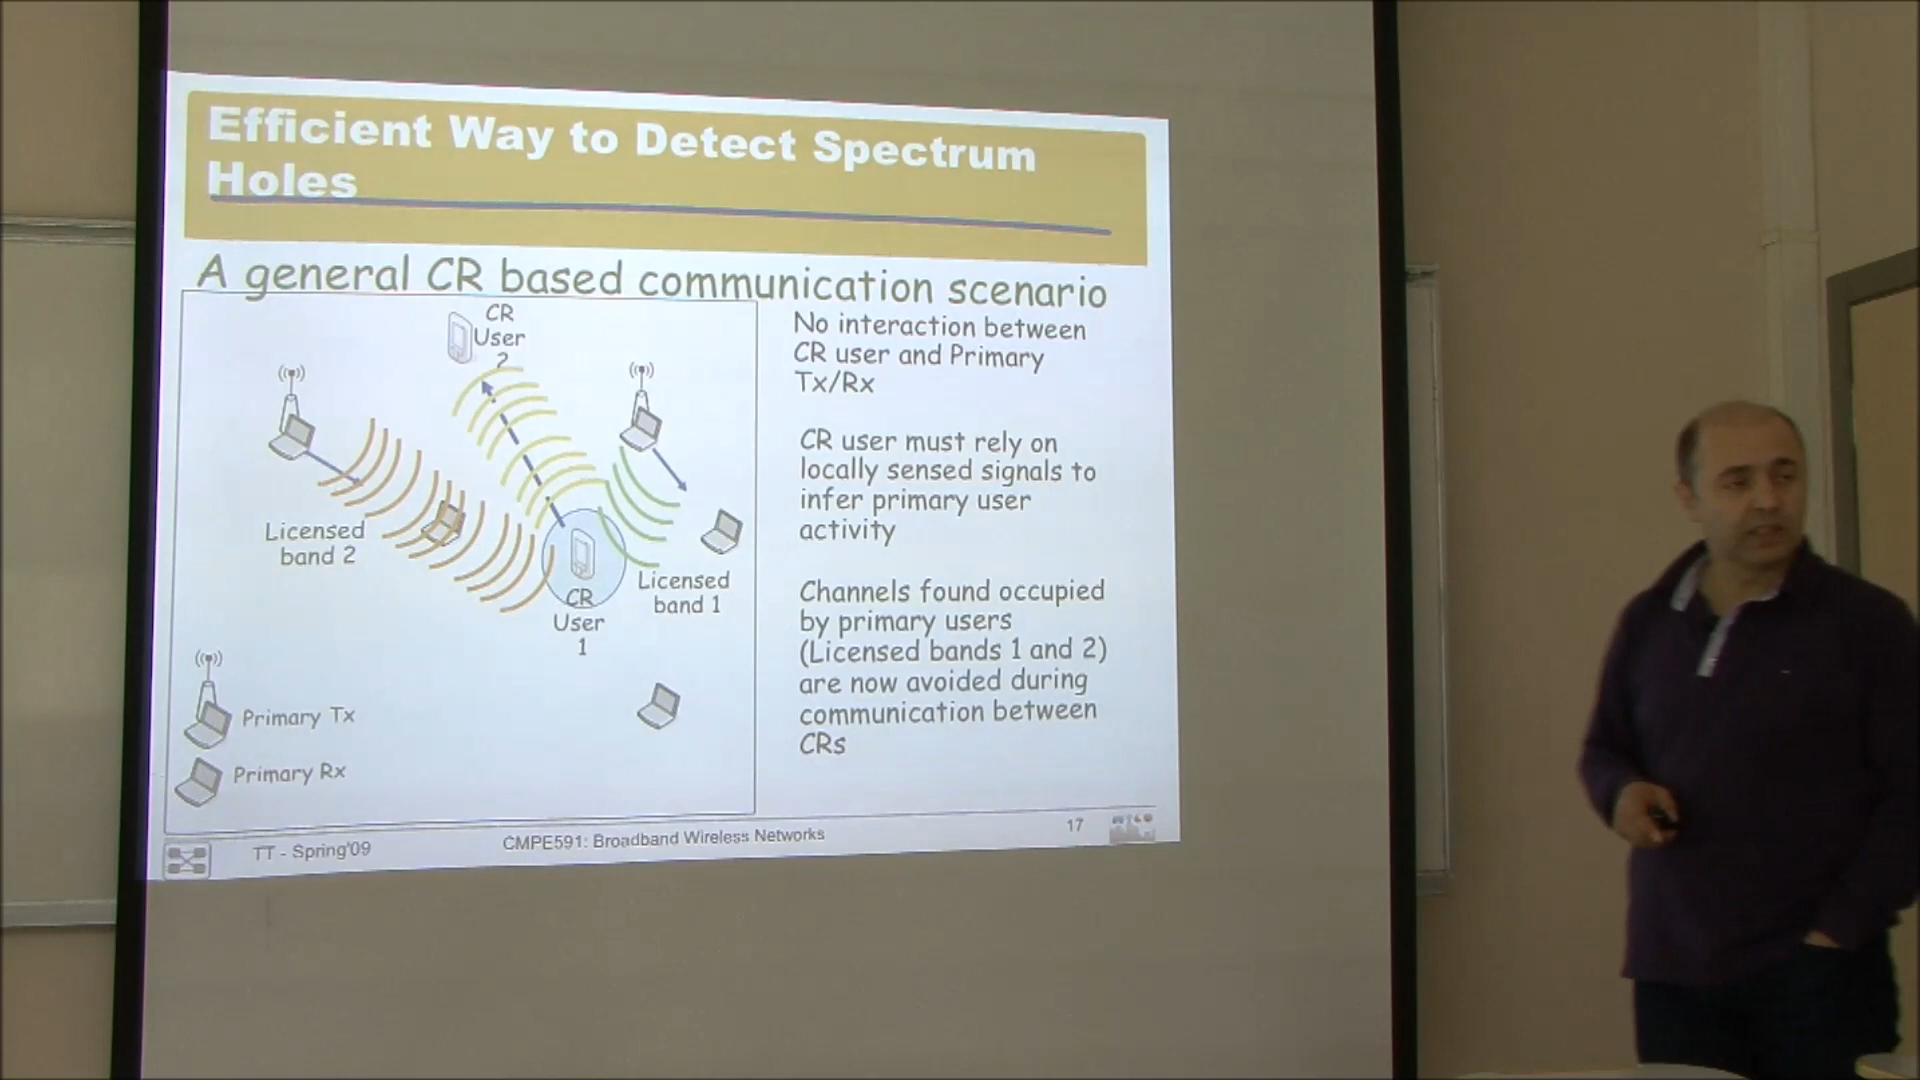 Efficient Way to Detect Spectrum
Holes
A general CR based communication scenario
CR
User
2
Licensed
band 2
CR
User
1
Licensed
band 1
Primary Tx
Primary Rx
No interaction between
CR user and Primary
Tx/Rx
CR user must rely on
locally sensed signals to
infer primary user
activity
Channels found occupied
by primary users
(Licensed bands 1 and 2)
are now avoided during
communication between
CRs
TT - Spring'09
CMPE591: Broadband Wireless Networks
17